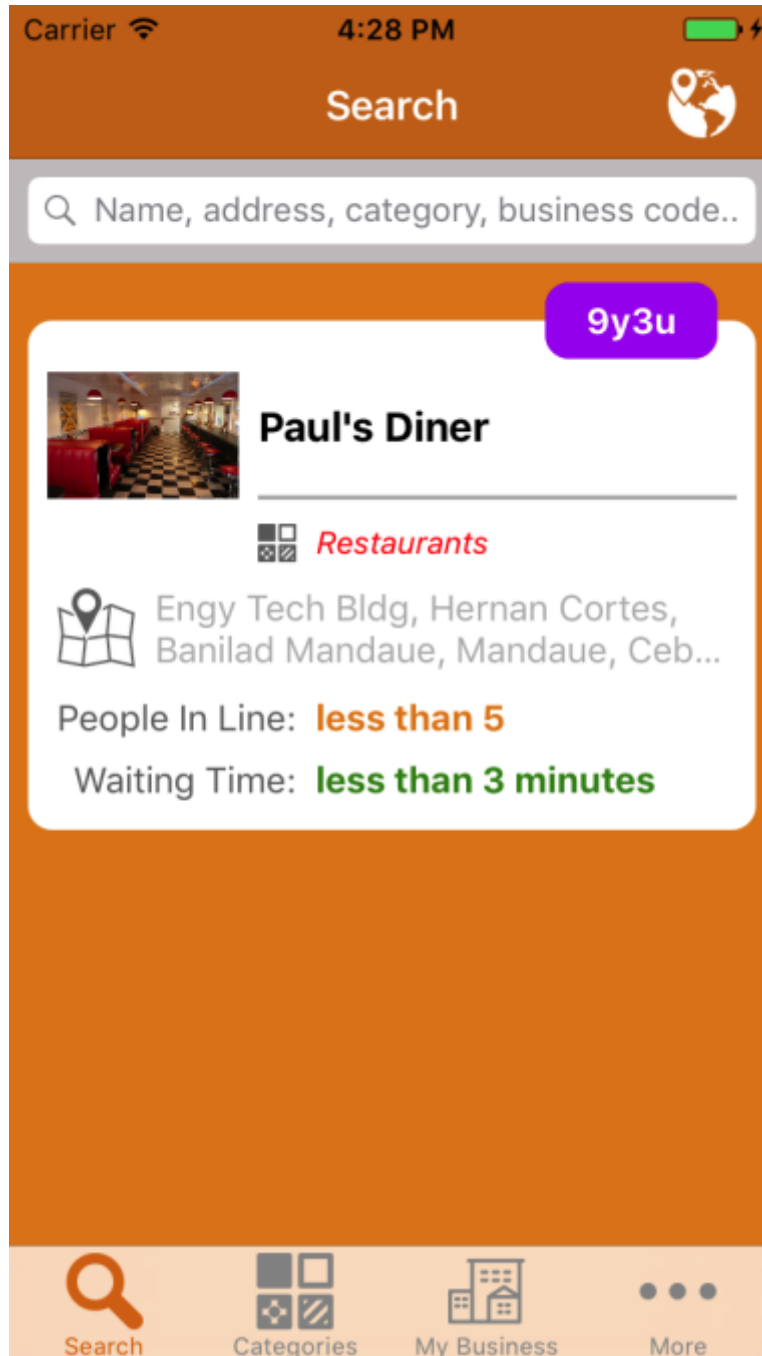 Carrier 4:28 PM
Search
Name, address, category, business code..
9y3u
Paul's Diner
Restaurants
Engy Tech Bldg, Hernan Cortes,
Banilad Mandaue, Mandaue, Ceb...
People In Line: less than 5
Waiting Time: less than 3 minutes
Search Categories My Business More